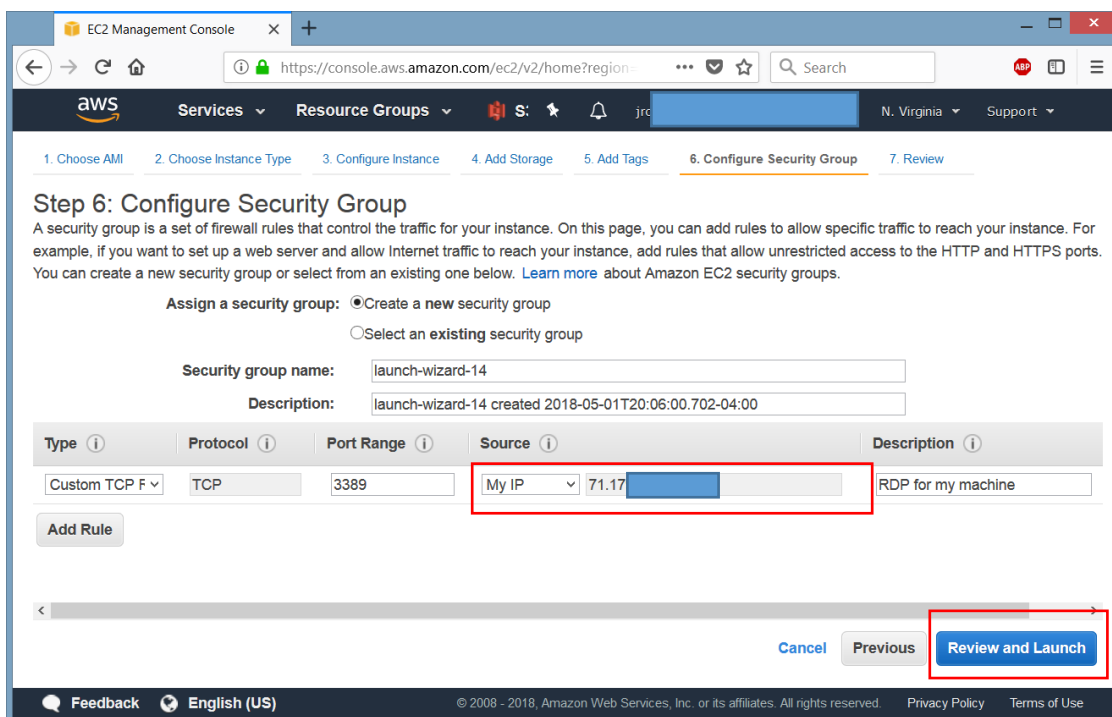 EC2 Management Console
https://console.aws.amazon.com/ec2/v2/home?region=
Search
ABP
aws
Services
Resource Groups
S:
jrc
N. Virginia
Support
1. Choose AMI
2. Choose Instance Type
3. Configure Instance
4. Add Storage
5. Add Tags
6. Configure Security Group
7. Review
Step 6: Configure Security Group
A security group is a set of firewall rules that control the traffic for your instance. On this page, you can add rules to allow specific traffic to reach your instance. For
example, if you want to set up a web server and allow Internet traffic to reach your instance, add rules that allow unrestricted access to the HTTP and HTTPS ports.
You can create a new security group or select from an existing one below. Learn more about Amazon EC2 security groups.
Assign a security group: Create a new security group
Select an existing security group
Security group name: launch-wizard-14
Description: launch-wizard-14 created 2018-05-01T20:06:00.702-04:00
Type Protocol Port Range Source Description
Custom TCP F TCP 3389 My IP 71.17 RDP for my machine
Add Rule
Cancel Previous Review and Launch
Feedback English (US) © 2008 - 2018, Amazon Web Services, Inc. or its affiliates. All rights reserved. Privacy Policy Terms of Use